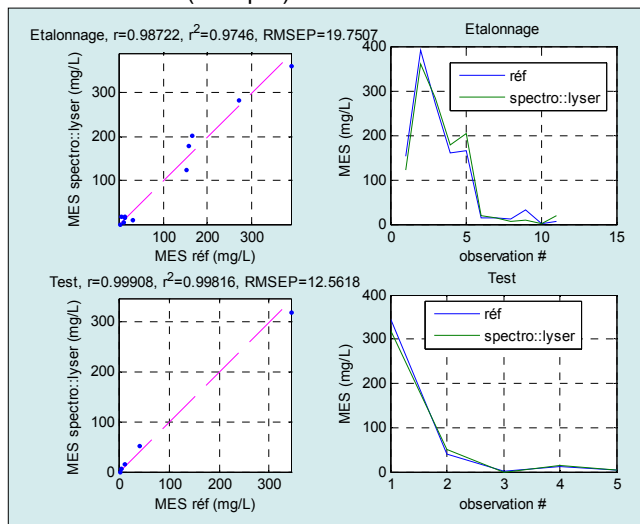 Etalonnage, r=0.98722, r²=0.9746, RMSEP=19.7507
MES spectro::lyser (mg/L)
300
200
100
0
100
200
300
MES réf (mg/L)
400
300
200
100
0
MES (mg/L)
réf
spectro::lyser
0
5
10
15
observation #
Test, r=0.99908, r²=0.99816, RMSEP=12.5618
MES spectro::lyser (mg/L)
300
200
100
0
0
100
200
300
MES réf (mg/L)
Test
400
300
200
100
0
MES (mg/L)
réf
spectro::lyser
1
2
3
4
5
observation #